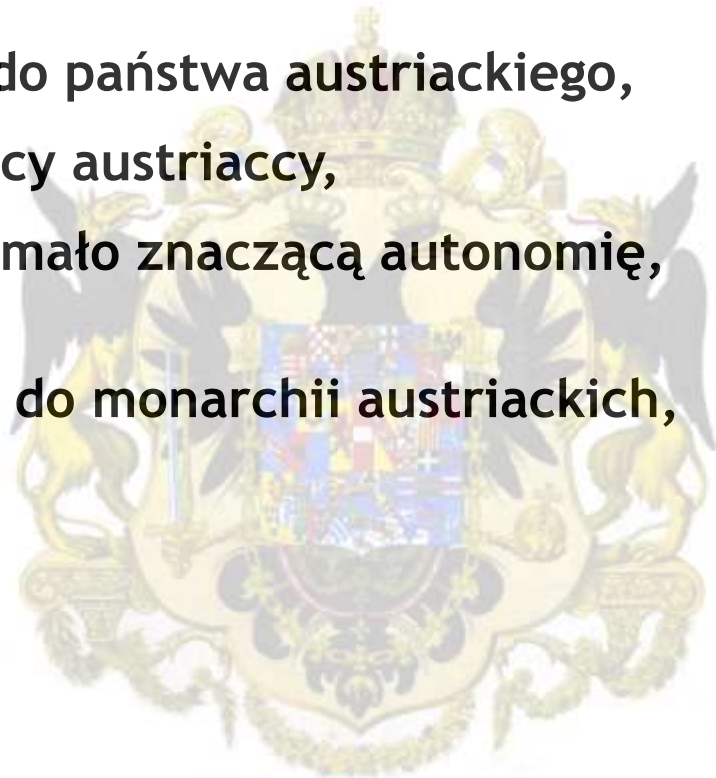 do państwa austriackiego,
cy austriaccy,
mało znaczącą autonomię,
do monarchii austriackich,